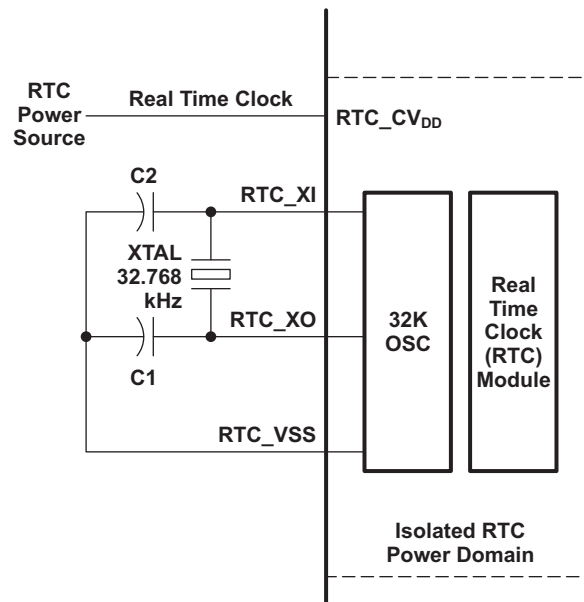 RTC
Power
Source
Real Time Clock
RTC_CVDD
C2
RTC_XI
XTAL
32.768
kHz
RTC_XO
C1
RTC_VSS
32K
OSC
Real
Time
Clock
(RTC)
Module
Isolated RTC
Power Domain